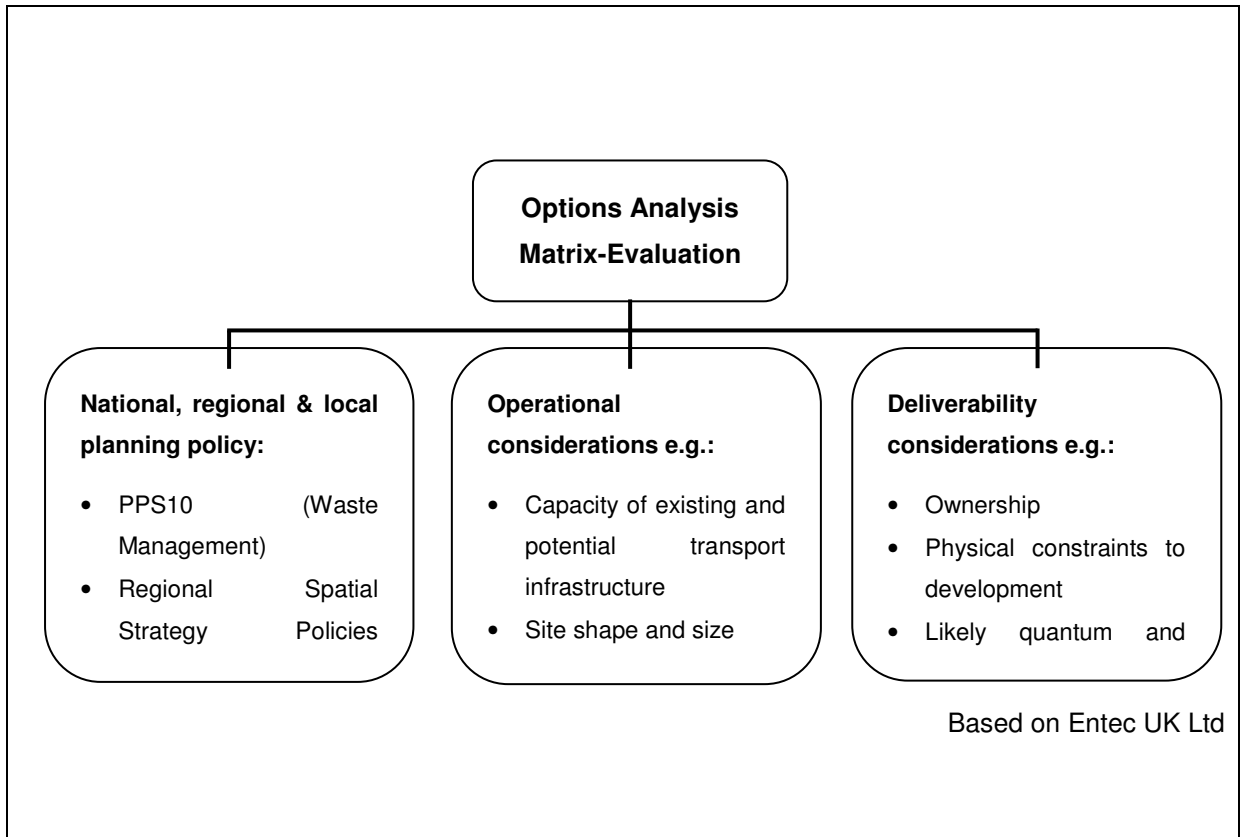 Options Analysis
Matrix-Evaluation
National, regional & local
planning policy:
• PPS10 (Waste
Management)
• Regional Spatial
Strategy Policies
Operational
considerations e.g.:
• Capacity of existing and
potential transport
infrastructure
• Site shape and size
Deliverability
considerations e.g.:
• Ownership
• Physical constraints to
development
• Likely quantum and
Based on Entec UK Ltd